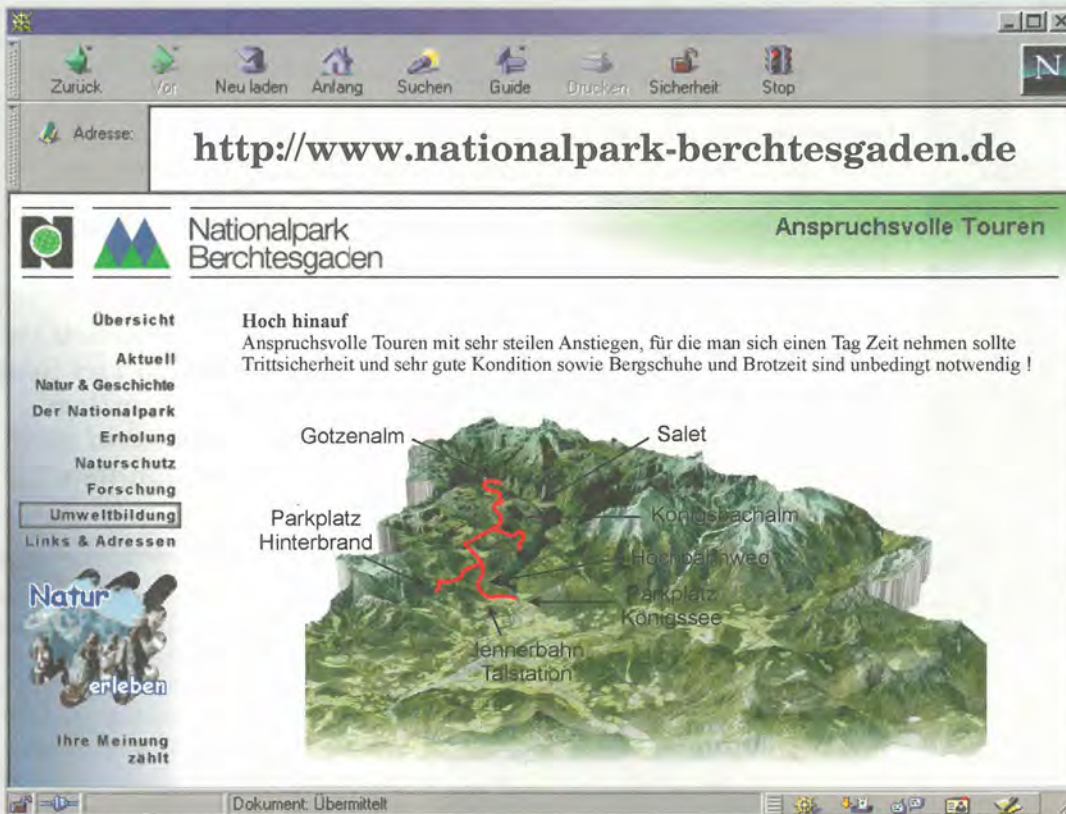 Zurück
Vor
Neu laden
Anfang
Suchen
Guide
Drucken
Sicherheit
Stop
N
Adresse:
http://www.nationalpark-berchtesgaden.de
Nationalpark
Berchtesgaden
Anspruchsvolle Touren
Übersicht
Aktuell
Natur & Geschichte
Der Nationalpark
Erholung
Naturschutz
Forschung
Umweltbildung
Links & Adressen
Natur
erleben
Ihre Meinung
zählt
Hoch hinauf
Anspruchsvolle Touren mit sehr steilen Anstiegen, für die man sich einen Tag Zeit nehmen sollte
Trittsicherheit und sehr gute Kondition sowie Bergschuhe und Brotzeit sind unbedingt notwendig !
Gotzenalm
Salet
Parkplatz
Hinterbrand
Königsbachalm
Hochbahnweg
Parkplatz
Königssee
Jennerbahn
Talstation
Dokument: Übermittelt